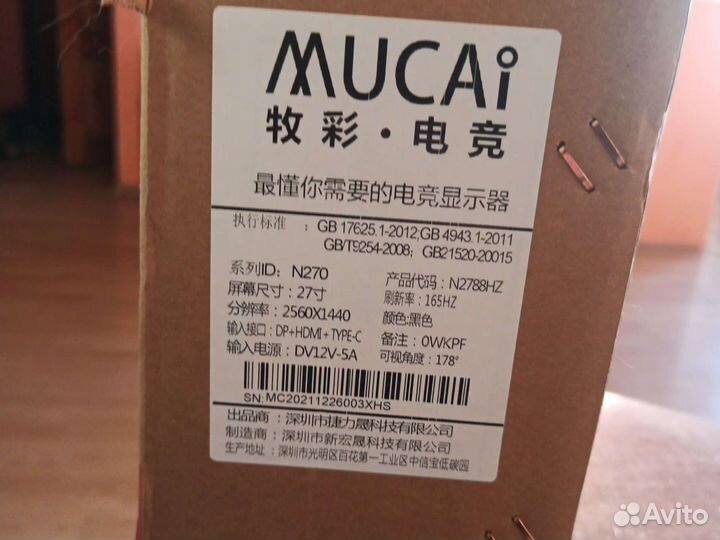 MUCAi
牧彩·电竞
最懂你需要的电竞显示器
执行标准 : GB 17625.1-2012;GB 4943.1-2011
GB/T9254-2008; GB21520-20015
系列ID: N270
产品代码: N2788HZ
屏幕尺寸: 27寸
刷新率: 165HZ
分辨率: 2560X1440
颜色:黑色
输入接口: DP+HDMI+TYPE-C
备注: 0WKPF
输入电源: DV12V-5A
可视角度: 178°
SN:MC20211226003XHS
出品商: 深圳市捷力晟科技有限公司
制造商: 深圳市新宏晟科技有限公司
生产地址: 深圳市光明区百花第一工业区中信宝低碳园
Avito